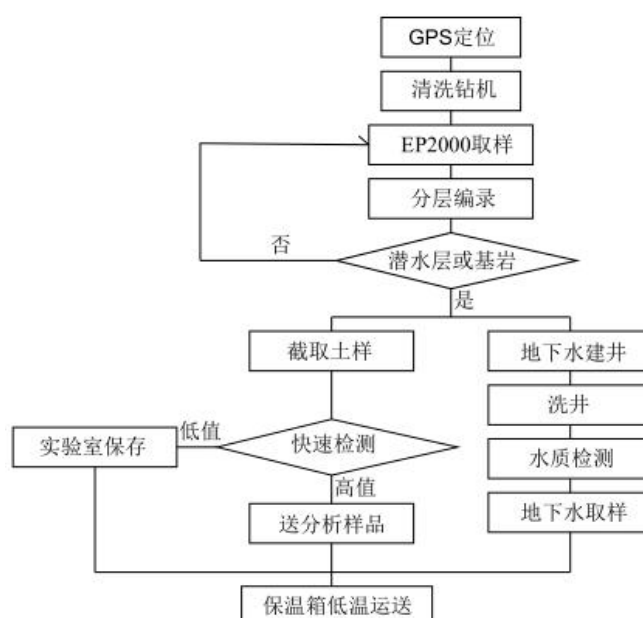 GPS定位
清洗钻机
EP2000取样
分层编录
否
潜水层或基岩
是
截取土样
地下水建井
洗井
实验室保存
低值
快速检测
水质检测
高值
送分析样品
地下水取样
保温箱低温运送